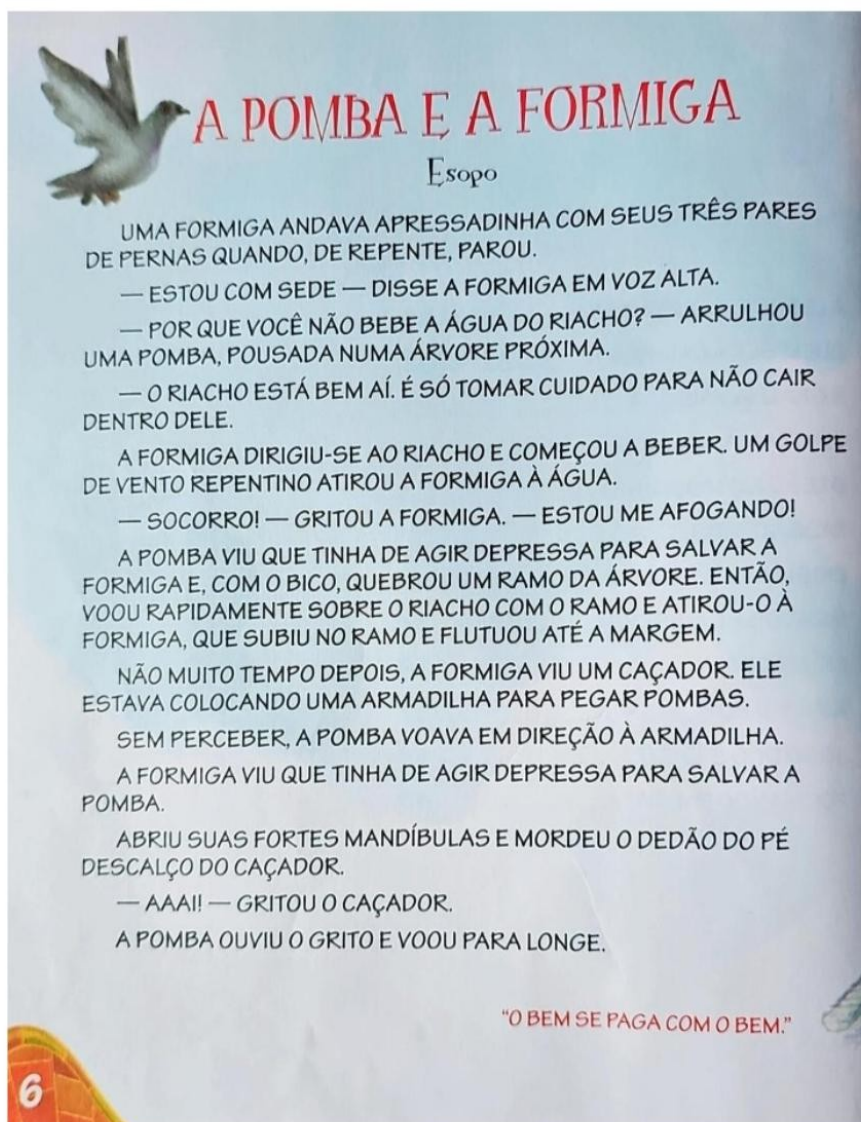 A POMBA E A FORMIGA
Esopo
UMA FORMIGA ANDAVA APRESSADINHA COM SEUS TRÊS PARES
DE PERNAS QUANDO, DE REPENTE, PAROU.
— ESTOU COM SEDE — DISSE A FORMIGA EM VOZ ALTA.
— POR QUE VOCÊ NÃO BEBE A ÁGUA DO RIACHO? — ARRULHOU
UMA POMBA, POUSADA NUMA ÁRVORE PRÓXIMA.
— O RIACHO ESTÁ BEM AÍ. É SÓ TOMAR CUIDADO PARA NÃO CAIR
DENTRO DELE.
A FORMIGA DIRIGIU-SE AO RIACHO E COMEÇOU A BEBER. UM GOLPE
DE VENTO REPENTINO ATIROU A FORMIGA À ÁGUA.
— SOCORRO! — GRITOU A FORMIGA. — ESTOU ME AFOGANDO!
A POMBA VIU QUE TINHA DE AGIR DEPRESSA PARA SALVAR A
FORMIGA E, COM O BICO, QUEBROU UM RAMO DA ÁRVORE. ENTÃO,
VOOU RAPIDAMENTE SOBRE O RIACHO COM O RAMO E ATIROU-O À
FORMIGA, QUE SUBIU NO RAMO E FLUTUOU ATÉ A MARGEM.
NÃO MUITO TEMPO DEPOIS, A FORMIGA VIU UM CAÇADOR. ELE
ESTAVA COLOCANDO UMA ARMADILHA PARA PEGAR POMBAS.
SEM PERCEBER, A POMBA VOAVA EM DIREÇÃO À ARMADILHA.
A FORMIGA VIU QUE TINHA DE AGIR DEPRESSA PARA SALVAR A
POMBA.
ABRIU SUAS FORTES MANDÍBULAS E MORDEU O DEDÃO DO PÉ
DESCALÇO DO CAÇADOR.
— AAAI! — GRITOU O CAÇADOR.
A POMBA OUVIU O GRITO E VOOU PARA LONGE.
"O BEM SE PAGA COM O BEM."
6